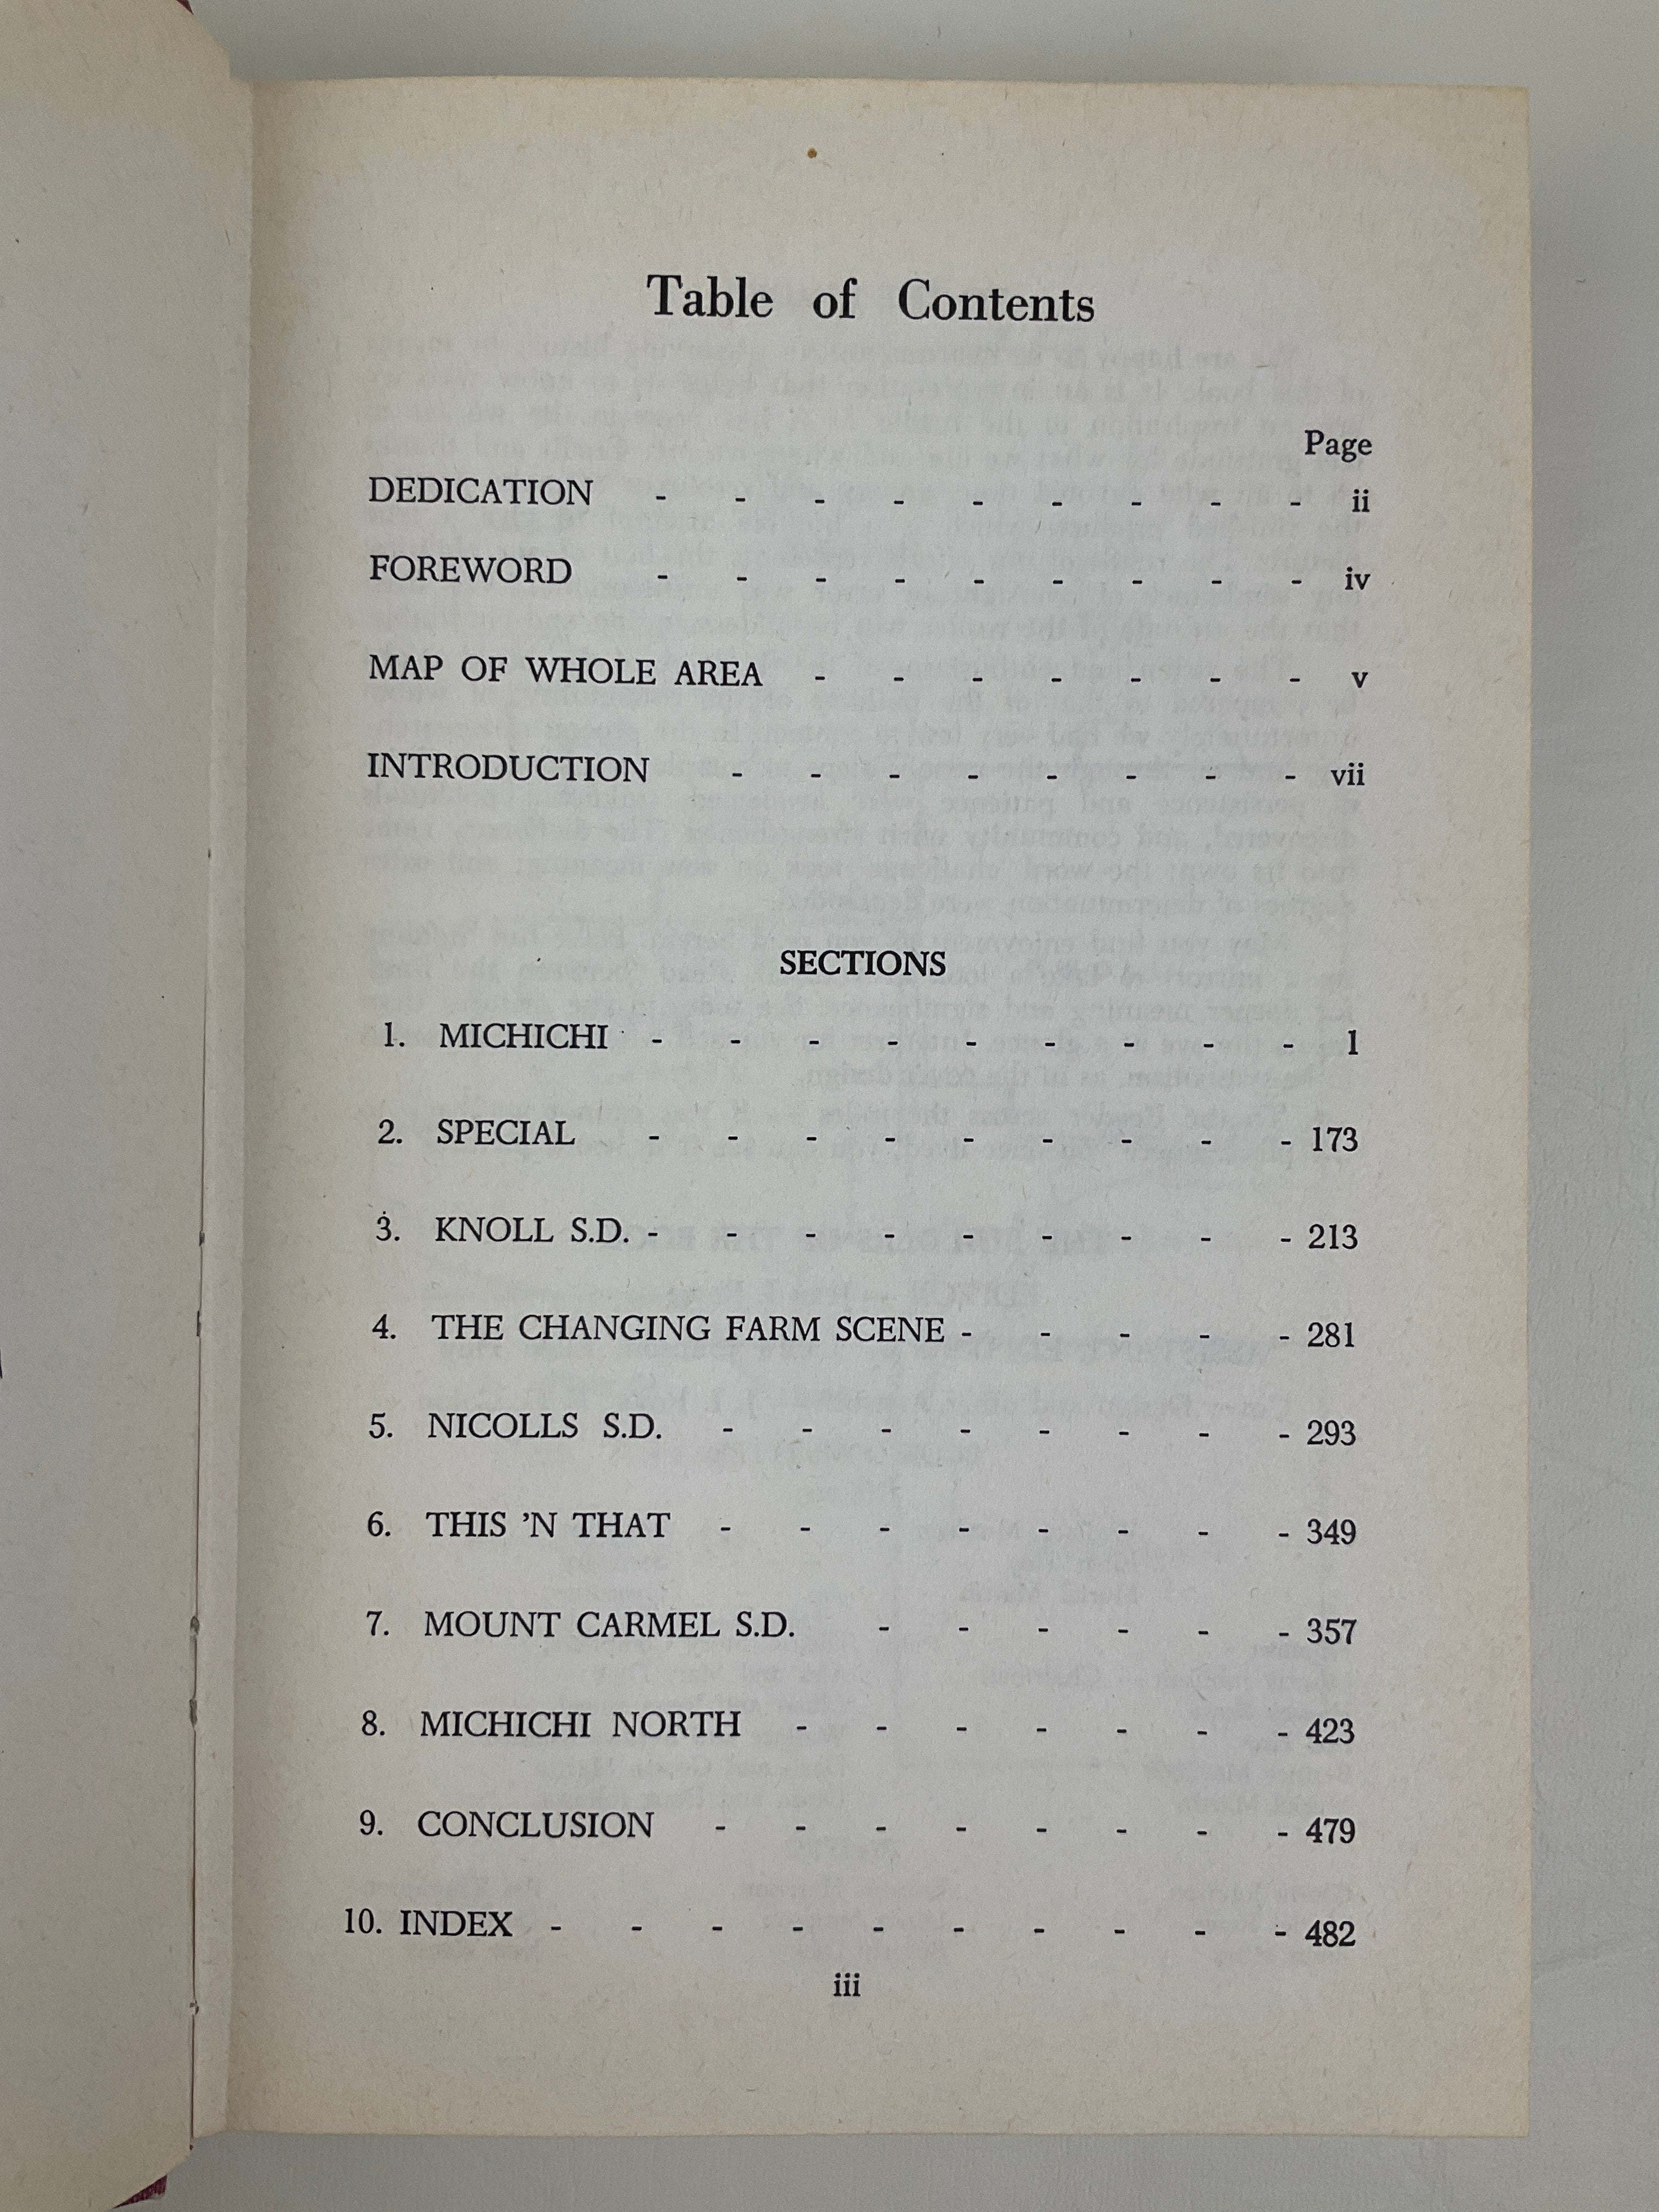 Table of Contents
Page
DEDICATION - - - - - - - - - ii
FOREWORD - - - - - - - - - iv
MAP OF WHOLE AREA - - - - - - - v
INTRODUCTION - - - - - - - - vii
SECTIONS
1. MICHICHI - - - - - - - - - 1
2. SPECIAL - - - - - - - - - 173
3. KNOLL S.D. - - - - - - - - - 213
4. THE CHANGING FARM SCENE - - - - - 281
5. NICOLLS S.D. - - - - - - - - 293
6. THIS ’N THAT - - - - - - - - 349
7. MOUNT CARMEL S.D. - - - - - - 357
8. MICHICHI NORTH - - - - - - - 423
9. CONCLUSION - - - - - - - - 479
10. INDEX - - - - - - - - - - 482
iii